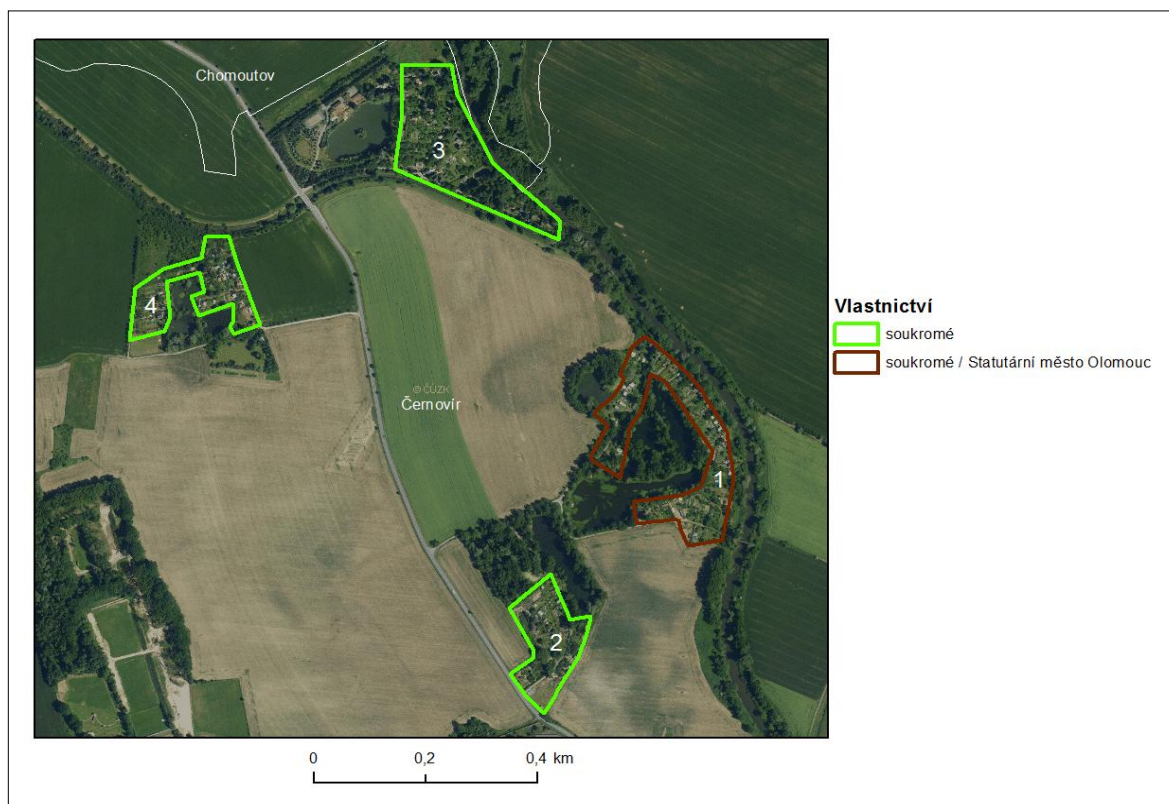 Chomoutov
3
4
© ČÚZK
Černovír
1
2
Vlastnictví
soukromé
soukromé / Statutární město Olomouc
0 0,2 0,4 km